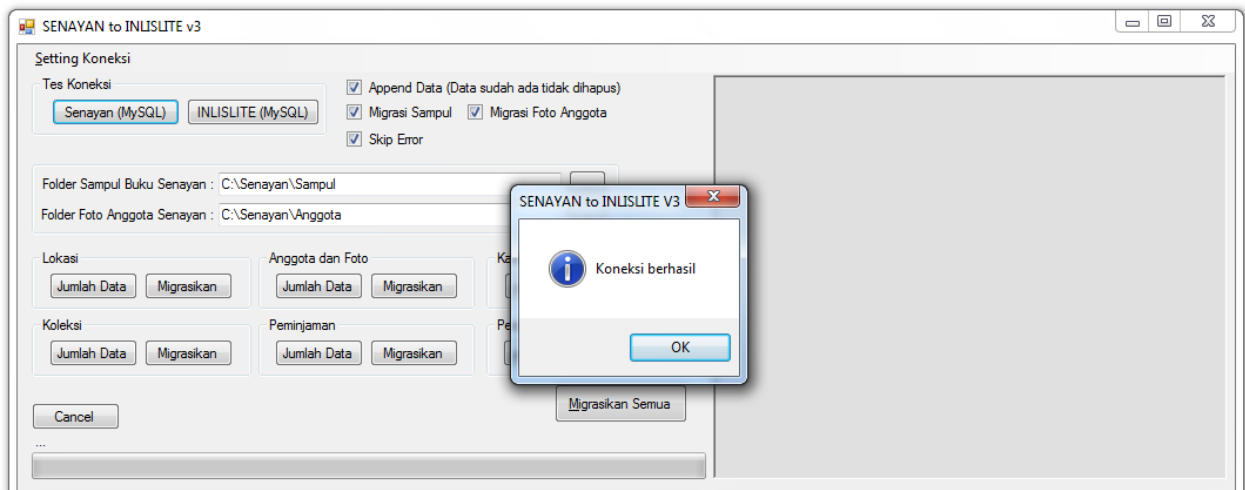 SENAYAN to INLISLITE v3
Setting Koneksi
Tes Koneksi
Senayan (MySQL) INLISLITE (MySQL)
Append Data (Data sudah ada tidak dihapus)
Migrasi Sampul Migrasi Foto Anggota
Skip Error
Folder Sampul Buku Senayan : C:\Senayan\Sampul
Folder Foto Anggota Senayan : C:\Senayan\Anggota
SENAYAN to INLISLITE V3
Koneksi berhasil
OK
Lokasi Anggota dan Foto
Jumlah Data Migrasikan Jumlah Data Migrasikan
Koleksi Peminjaman
Jumlah Data Migrasikan Jumlah Data Migrasikan
Cancel Migrasikan Semua
...